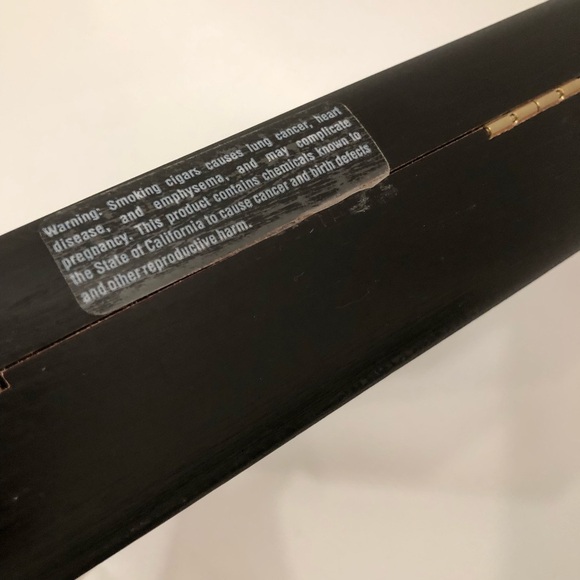 Warning: Smoking cigars causes lung cancer, heart
disease, and emphysema, and may complicate
pregnancy. This product contains chemicals known to
the State of California to cause cancer and birth defects
and other reproductive harm.